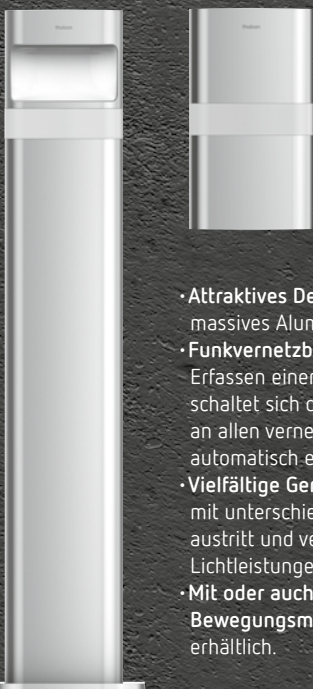 ·Attraktives De
massives Alum
·Funkvernetzb
Erfassen einer
schaltet sich d
an allen verne
automatisch e
·Vielfältige Ger
mit unterschie
austritt und ve
Lichtleistunge
·Mit oder auch
Bewegungsm
erhältlich.